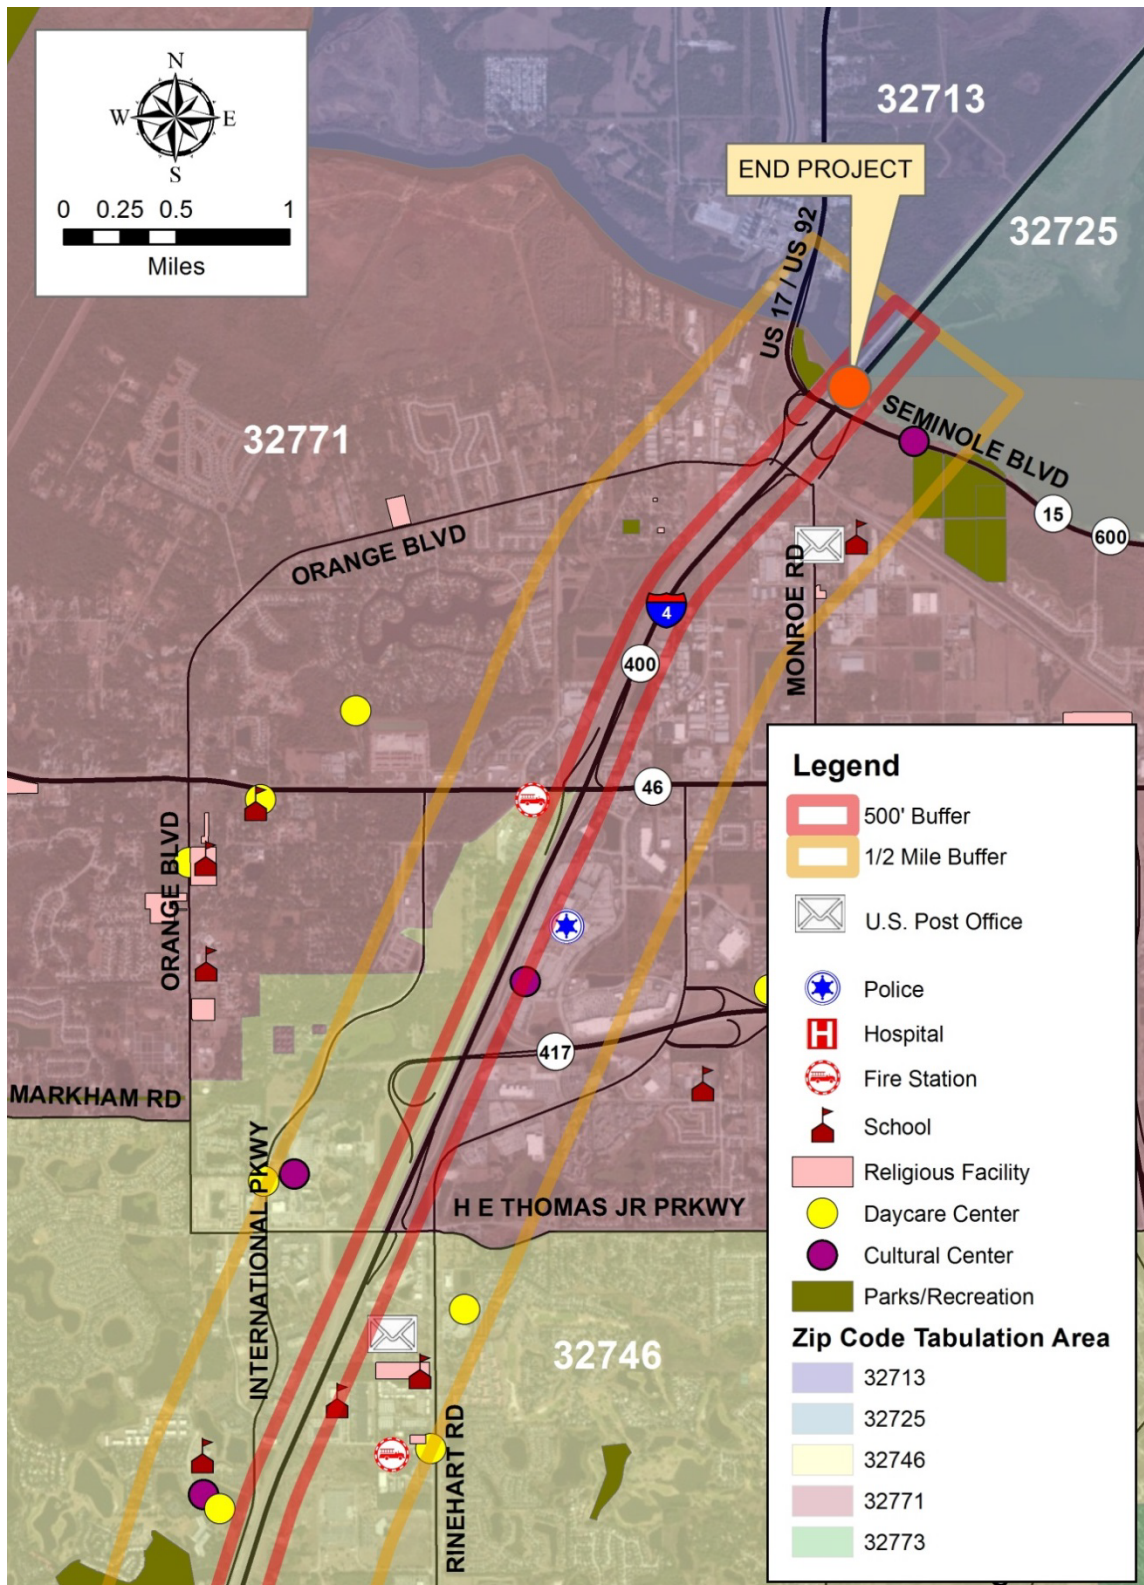 N
W E
S
0 0.25 0.5 1
Miles
32713
END PROJECT
32725
US 17 / US 92
32771
SEMINOLE BLVD
15
600
ORANGE BLVD
MONROE RD
4
400
46
ORANGE BLVD
417
MARKHAM RD
INTERNATIONAL PKWY
H E THOMAS JR PRKWY
32746
RINEHART RD
Legend
500' Buffer
1/2 Mile Buffer
U.S. Post Office
Police
H Hospital
Fire Station
School
Religious Facility
Daycare Center
Cultural Center
Parks/Recreation
Zip Code Tabulation Area
32713
32725
32746
32771
32773